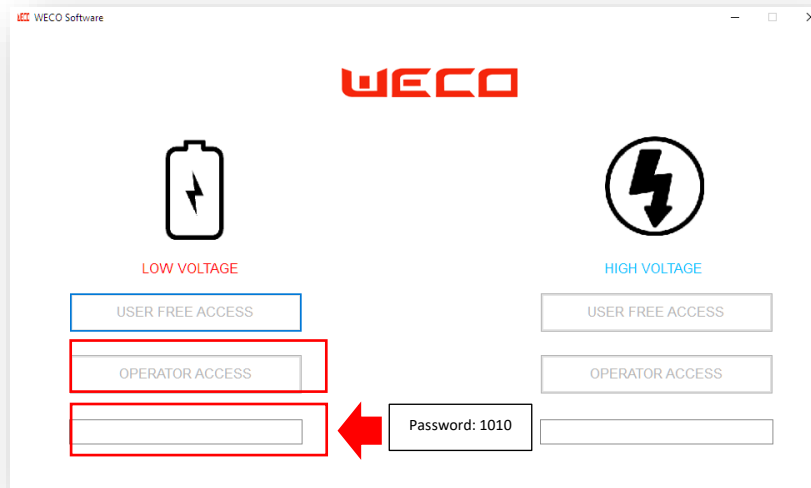 WECO WECO Software
WECO
LOW VOLTAGE
HIGH VOLTAGE
USER FREE ACCESS
USER FREE ACCESS
OPERATOR ACCESS
OPERATOR ACCESS
Password: 1010